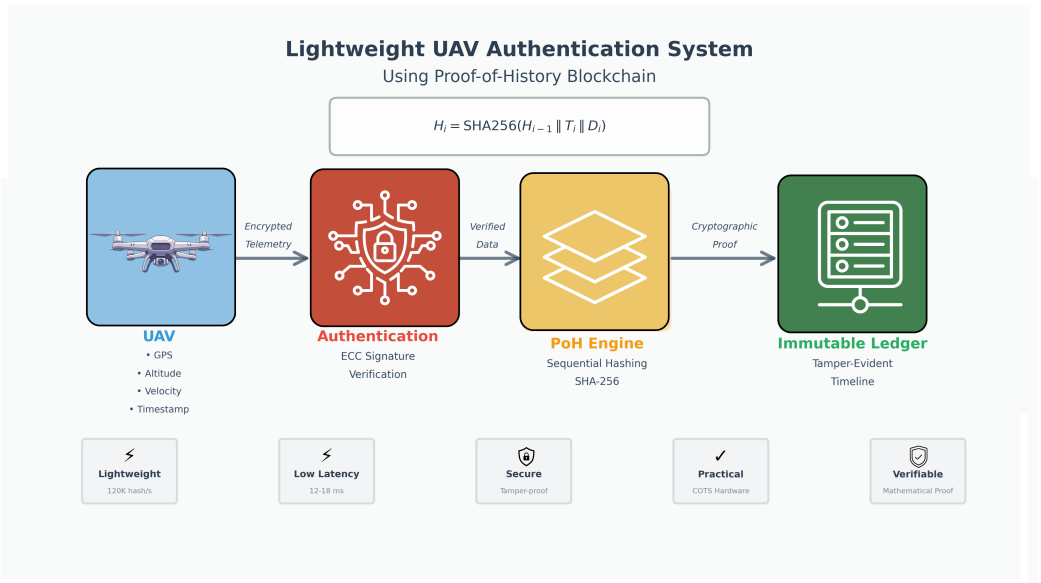 Lightweight UAV Authentication System
Using Proof-of-History Blockchain
Hᵢ = SHA256(Hᵢ₋₁ ∥ Tᵢ ∥ Dᵢ)
Encrypted
Telemetry
Verified
Data
Cryptographic
Proof
UAV
• GPS
• Altitude
• Velocity
• Timestamp
Authentication
ECC Signature
Verification
PoH Engine
Sequential Hashing
SHA-256
Immutable Ledger
Tamper-Evident
Timeline
⚡
Lightweight
120K hash/s
⚡
Low Latency
12-18 ms
Secure
Tamper-proof
✓
Practical
COTS Hardware
Verifiable
Mathematical Proof